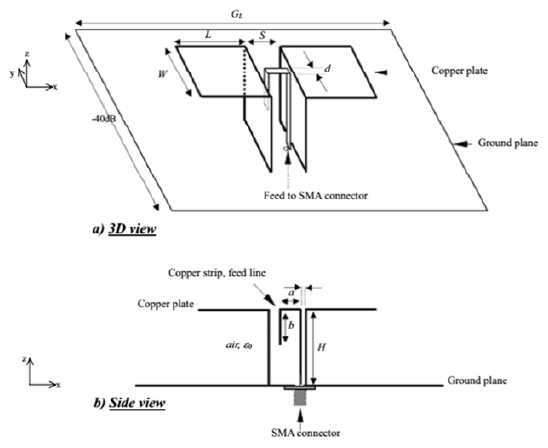 GL
L
S
z
y
x
W
d
Copper plate
-40dB
Ground plane
Feed to SMA connector
a) 3D view
Copper strip, feed line
a
Copper plate
b
air, ε0
H
z
x
Ground plane
b) Side view
SMA connector